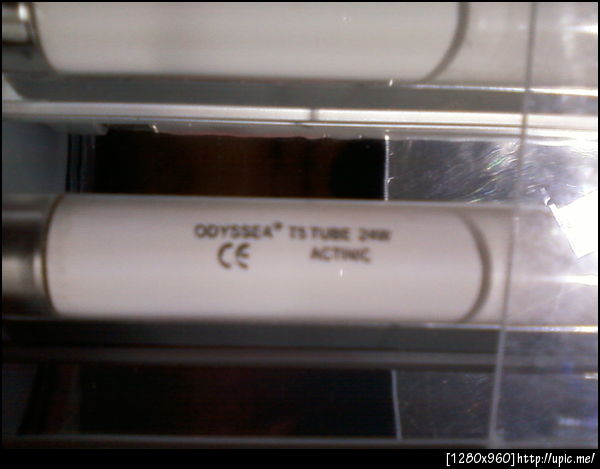 ODYSSEA® T5 TUBE 24W
CE ACTINIC
[1280x960]http://upic.me/